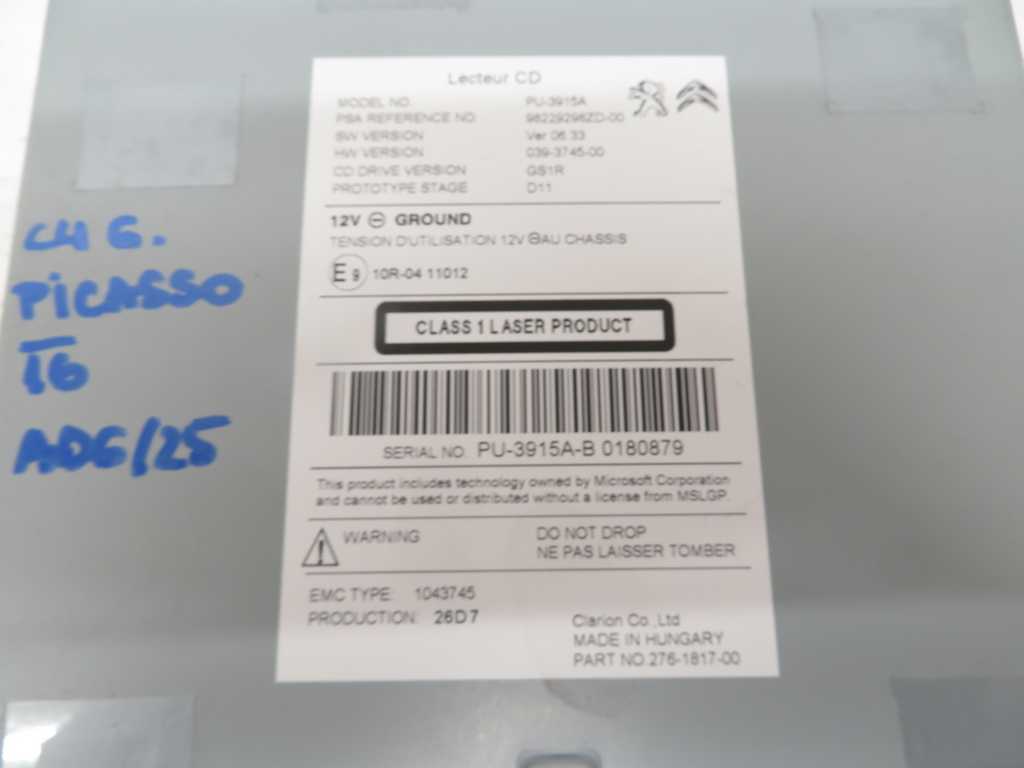 Lecteur CD
MODEL NO. PU-3915A
PSA REFERENCE NO. 98229296ZD-00
SW VERSION Ver 06.33
HW VERSION 039-3745-00
CD DRIVE VERSION GS1R
PROTOTYPE STAGE D11
12V ⊖ GROUND
TENSION D'UTILISATION 12V ⊖AU CHASSIS
E9 10R-04 11012
CLASS 1 LASER PRODUCT
SERIAL NO. PU-3915A-B 0180879
This product includes technology owned by Microsoft Corporation
and cannot be used or distributed without a license from MSLGP.
WARNING DO NOT DROP
NE PAS LAISSER TOMBER
EMC TYPE: 1043745
PRODUCTION: 26D7
Clarion Co.,Ltd
MADE IN HUNGARY
PART NO.276-1817-00
C4 G.
PiCASSO
16
AD6/25